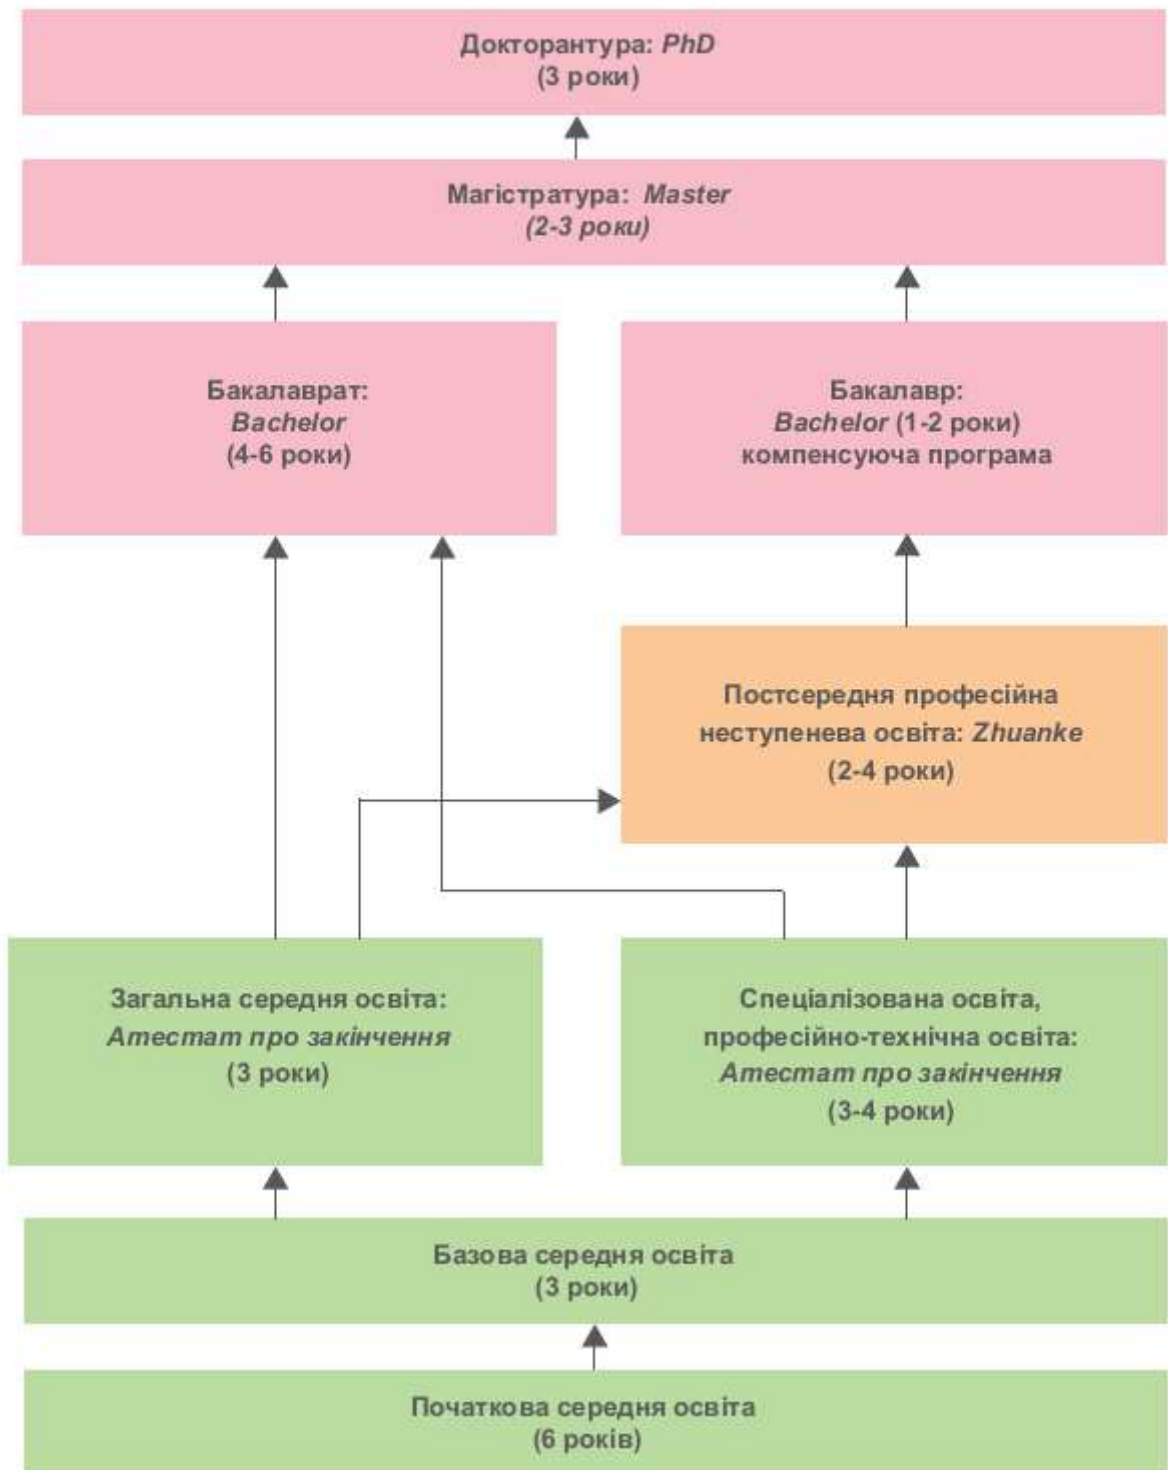 Докторантура: PhD
(3 роки)
Магістратура: Master
(2-3 роки)
Бакалаврат:
Bachelor
(4-6 роки)
Бакалавр:
Bachelor (1-2 роки)
компенсуюча програма
Постсередня професійна
неступенева освіта: Zhuanke
(2-4 роки)
Загальна середня освіта:
Атестат про закінчення
(3 роки)
Спеціалізована освіта,
професійно-технічна освіта:
Атестат про закінчення
(3-4 роки)
Базова середня освіта
(3 роки)
Початкова середня освіта
(6 років)